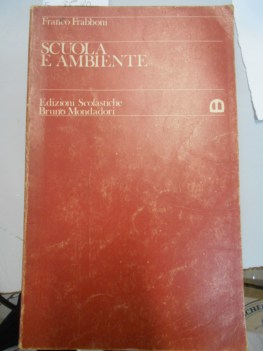 Franco Frabboni
SCUOLA
E AMBIENTE
Edizioni Scolastiche
Bruno Mondadori